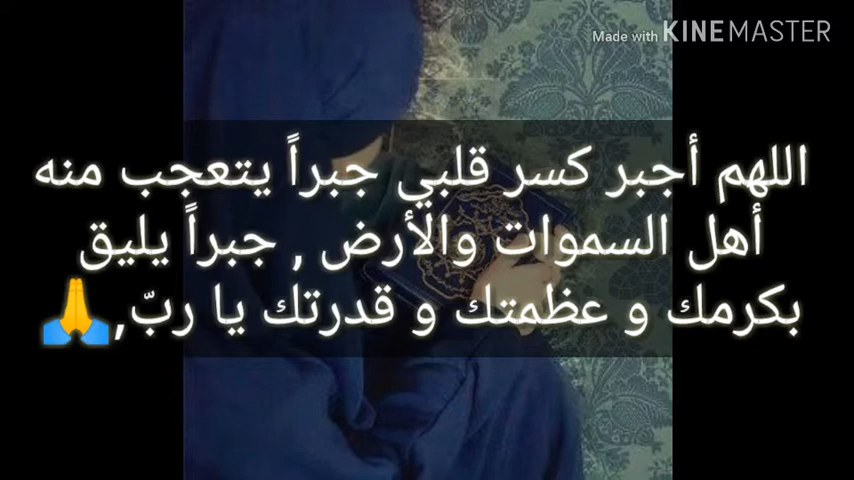 Made with KINEMASTER
اللهم أجبر كسر قلبي جبراً يتعجب منه
أهل السموات والأرض , جبراً يليق
بكرمك و عظمتك و قدرتك يا ربّ,🙏